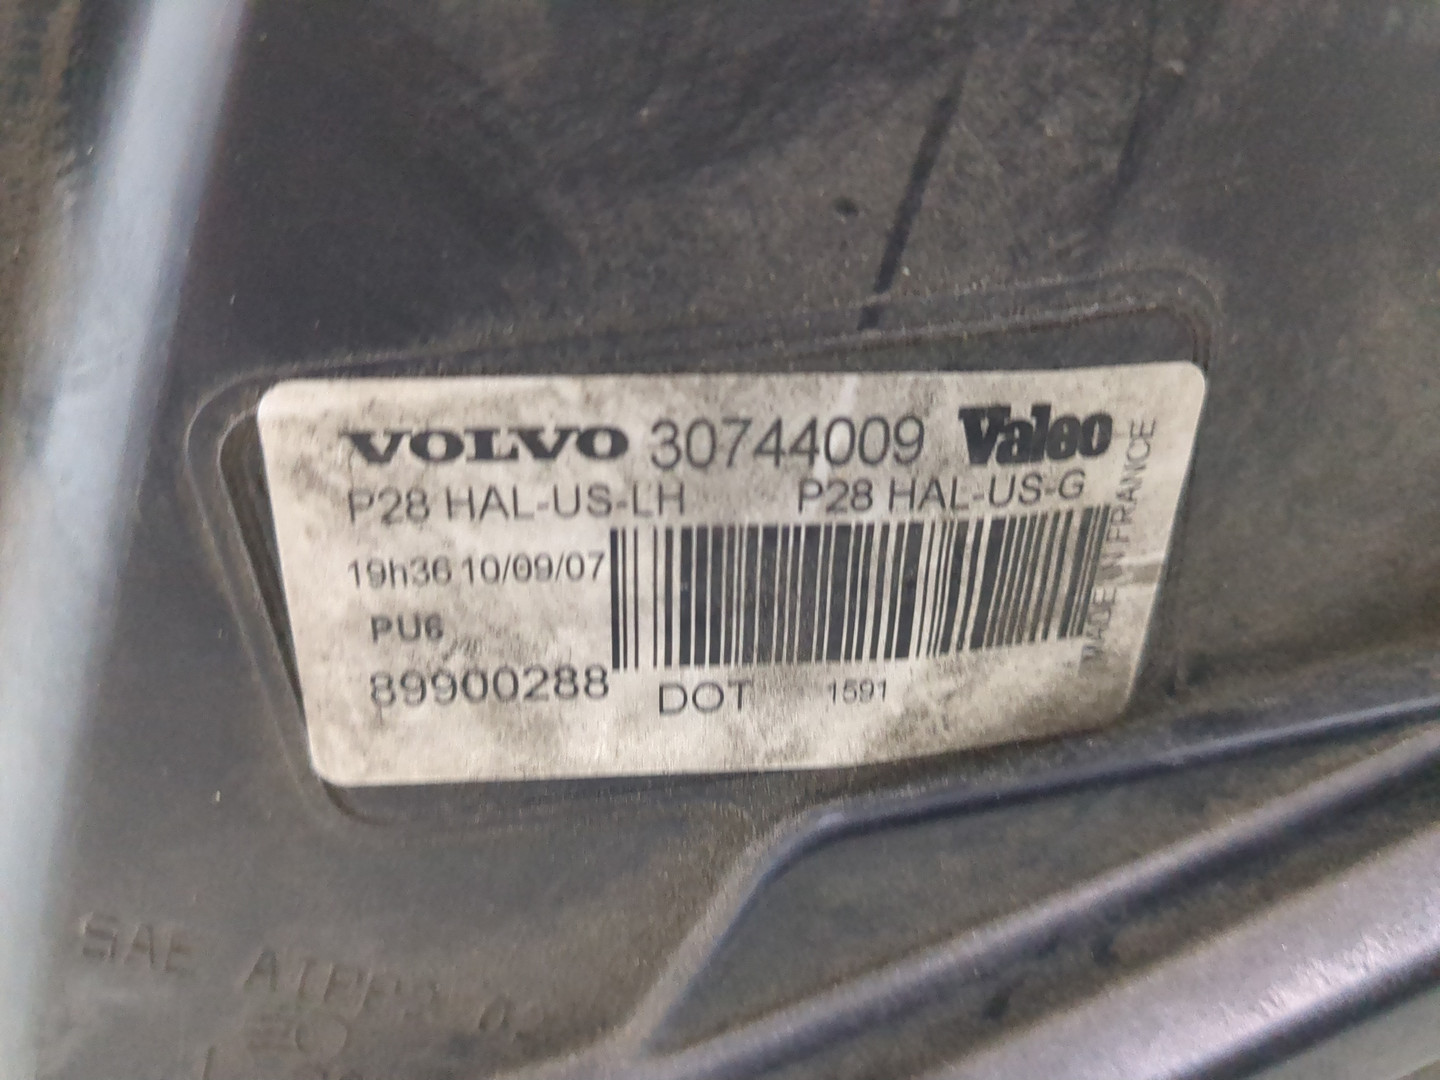 VOLVO 30744009 Valeo
P28 HAL-US-LH P28 HAL-US-G
MADE IN FRANCE
19h36 10/09/07
PU6
89900288
DOT 1591
SAE